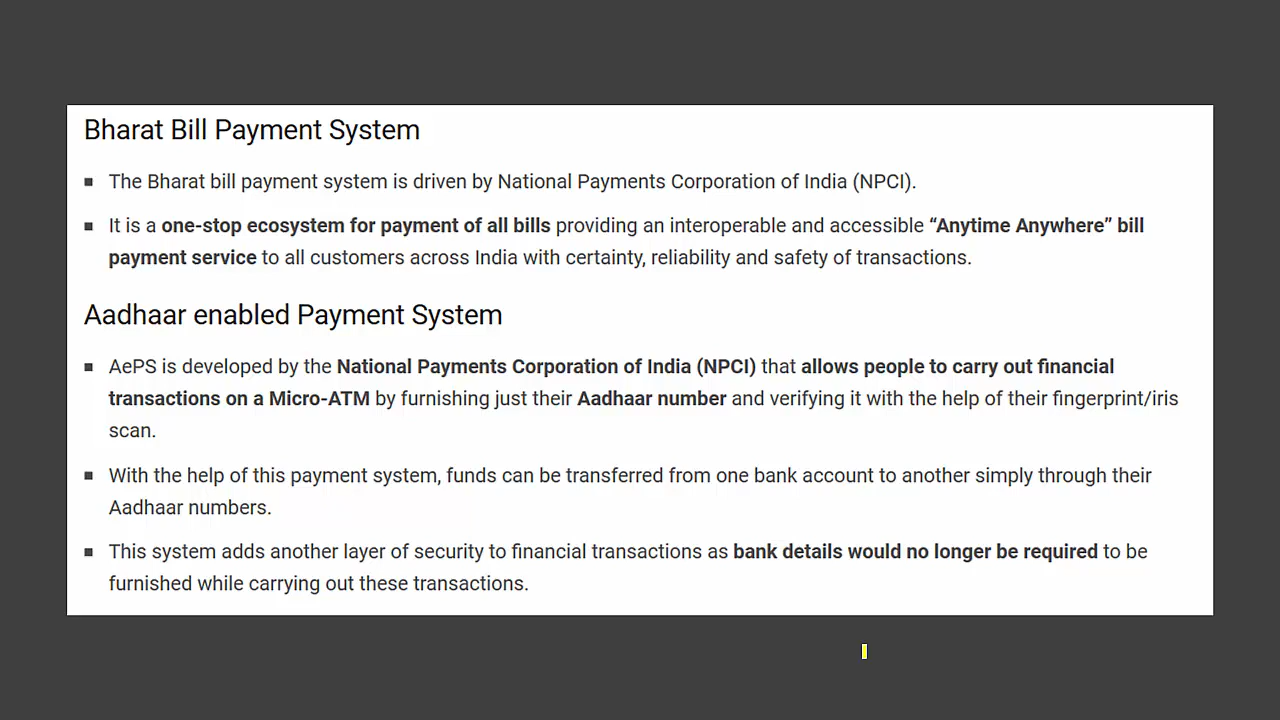 Bharat Bill Payment System
▪ The Bharat bill payment system is driven by National Payments Corporation of India (NPCI).
▪ It is a one-stop ecosystem for payment of all bills providing an interoperable and accessible “Anytime Anywhere” bill
payment service to all customers across India with certainty, reliability and safety of transactions.
Aadhaar enabled Payment System
▪ AePS is developed by the National Payments Corporation of India (NPCI) that allows people to carry out financial
transactions on a Micro-ATM by furnishing just their Aadhaar number and verifying it with the help of their fingerprint/iris
scan.
▪ With the help of this payment system, funds can be transferred from one bank account to another simply through their
Aadhaar numbers.
▪ This system adds another layer of security to financial transactions as bank details would no longer be required to be
furnished while carrying out these transactions.